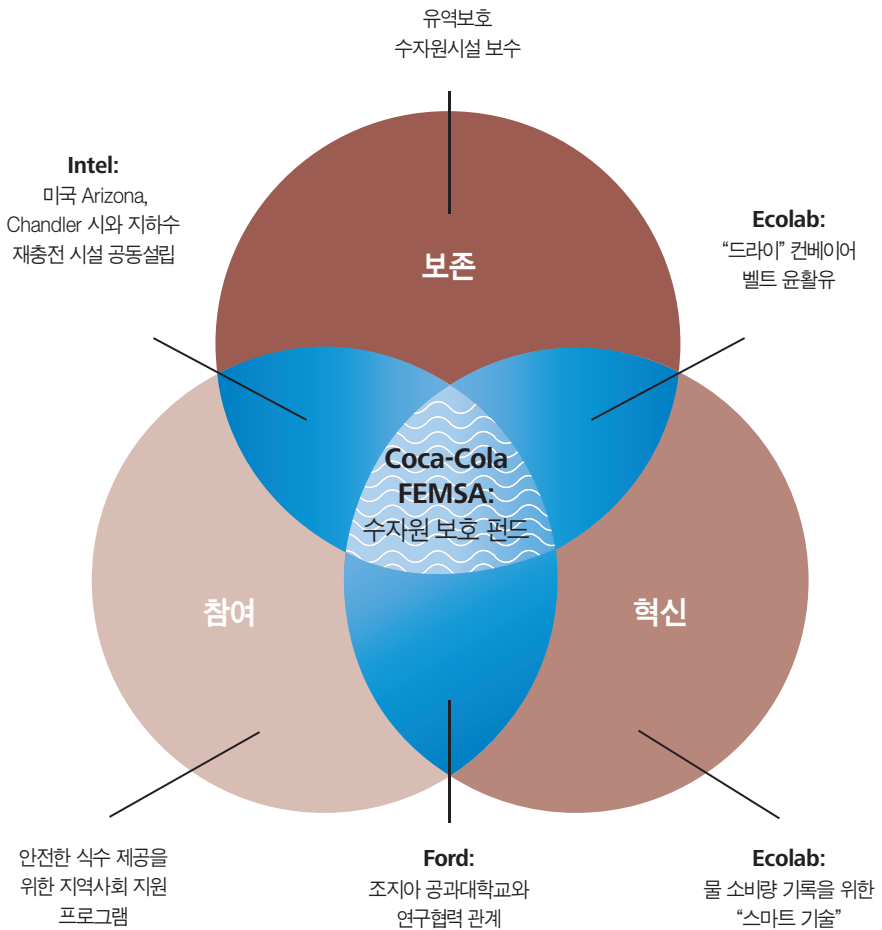 유역보호
수자원시설 보수
Intel:
미국 Arizona,
Chandler 시와 지하수
재충전 시설 공동설립
Ecolab:
“드라이” 컨베이어
벨트 윤활유
보존
Coca-Cola
FEMSA:
수자원 보호 펀드
참여
혁신
안전한 식수 제공을
위한 지역사회 지원
프로그램
Ford:
조지아 공과대학교와
연구협력 관계
Ecolab:
물 소비량 기록을 위한
“스마트 기술”